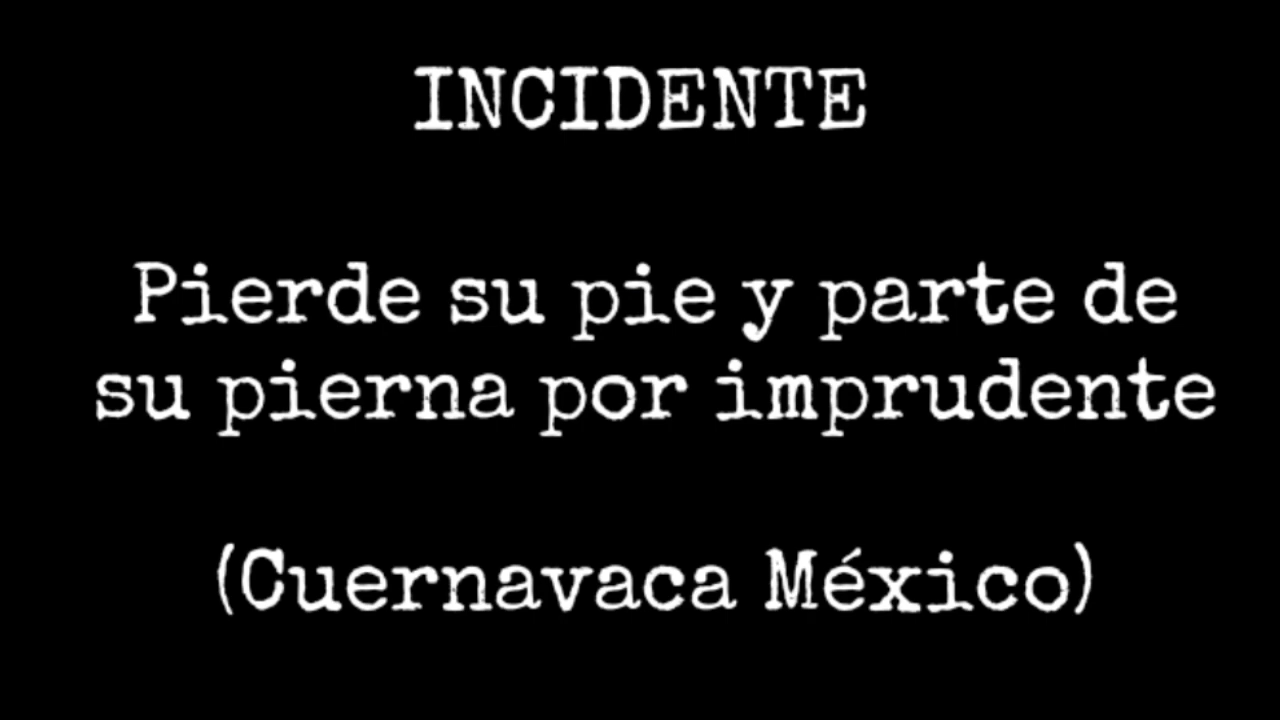 INCIDENTE
Pierde su pie y parte de
su pierna por imprudente
(Cuernavaca México)